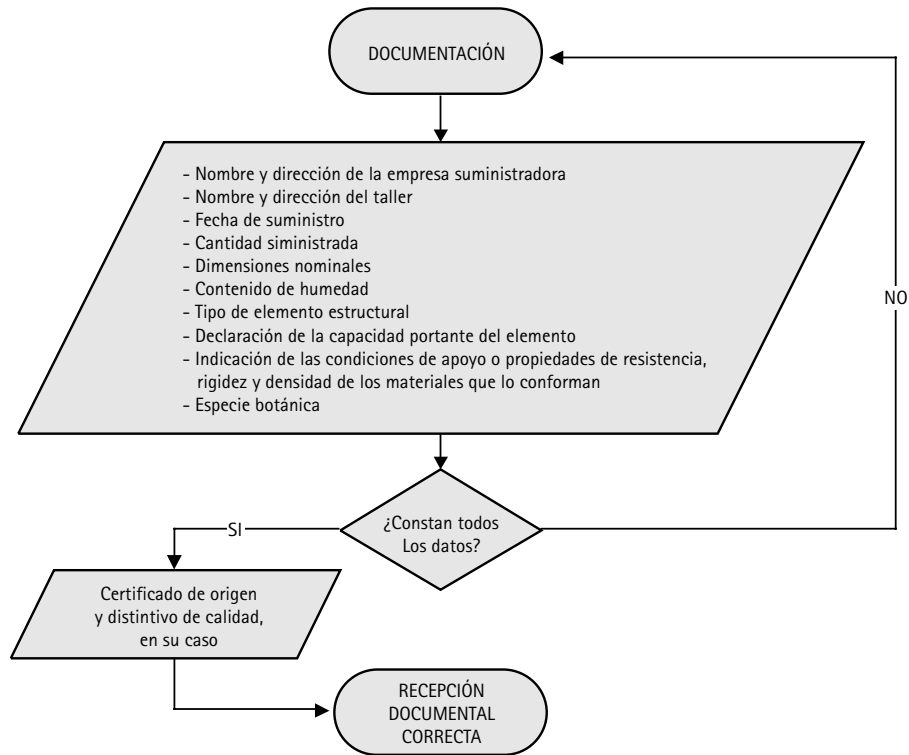 DOCUMENTACIÓN
- Nombre y dirección de la empresa suministradora
- Nombre y dirección del taller
- Fecha de suministro
- Cantidad siministrada
- Dimensiones nominales
- Contenido de humedad
- Tipo de elemento estructural
- Declaración de la capacidad portante del elemento
- Indicación de las condiciones de apoyo o propiedades de resistencia,
rigidez y densidad de los materiales que lo conforman
- Especie botánica
NO
¿Constan todos
Los datos?
SI
Certificado de origen
y distintivo de calidad,
en su caso
RECEPCIÓN
DOCUMENTAL
CORRECTA